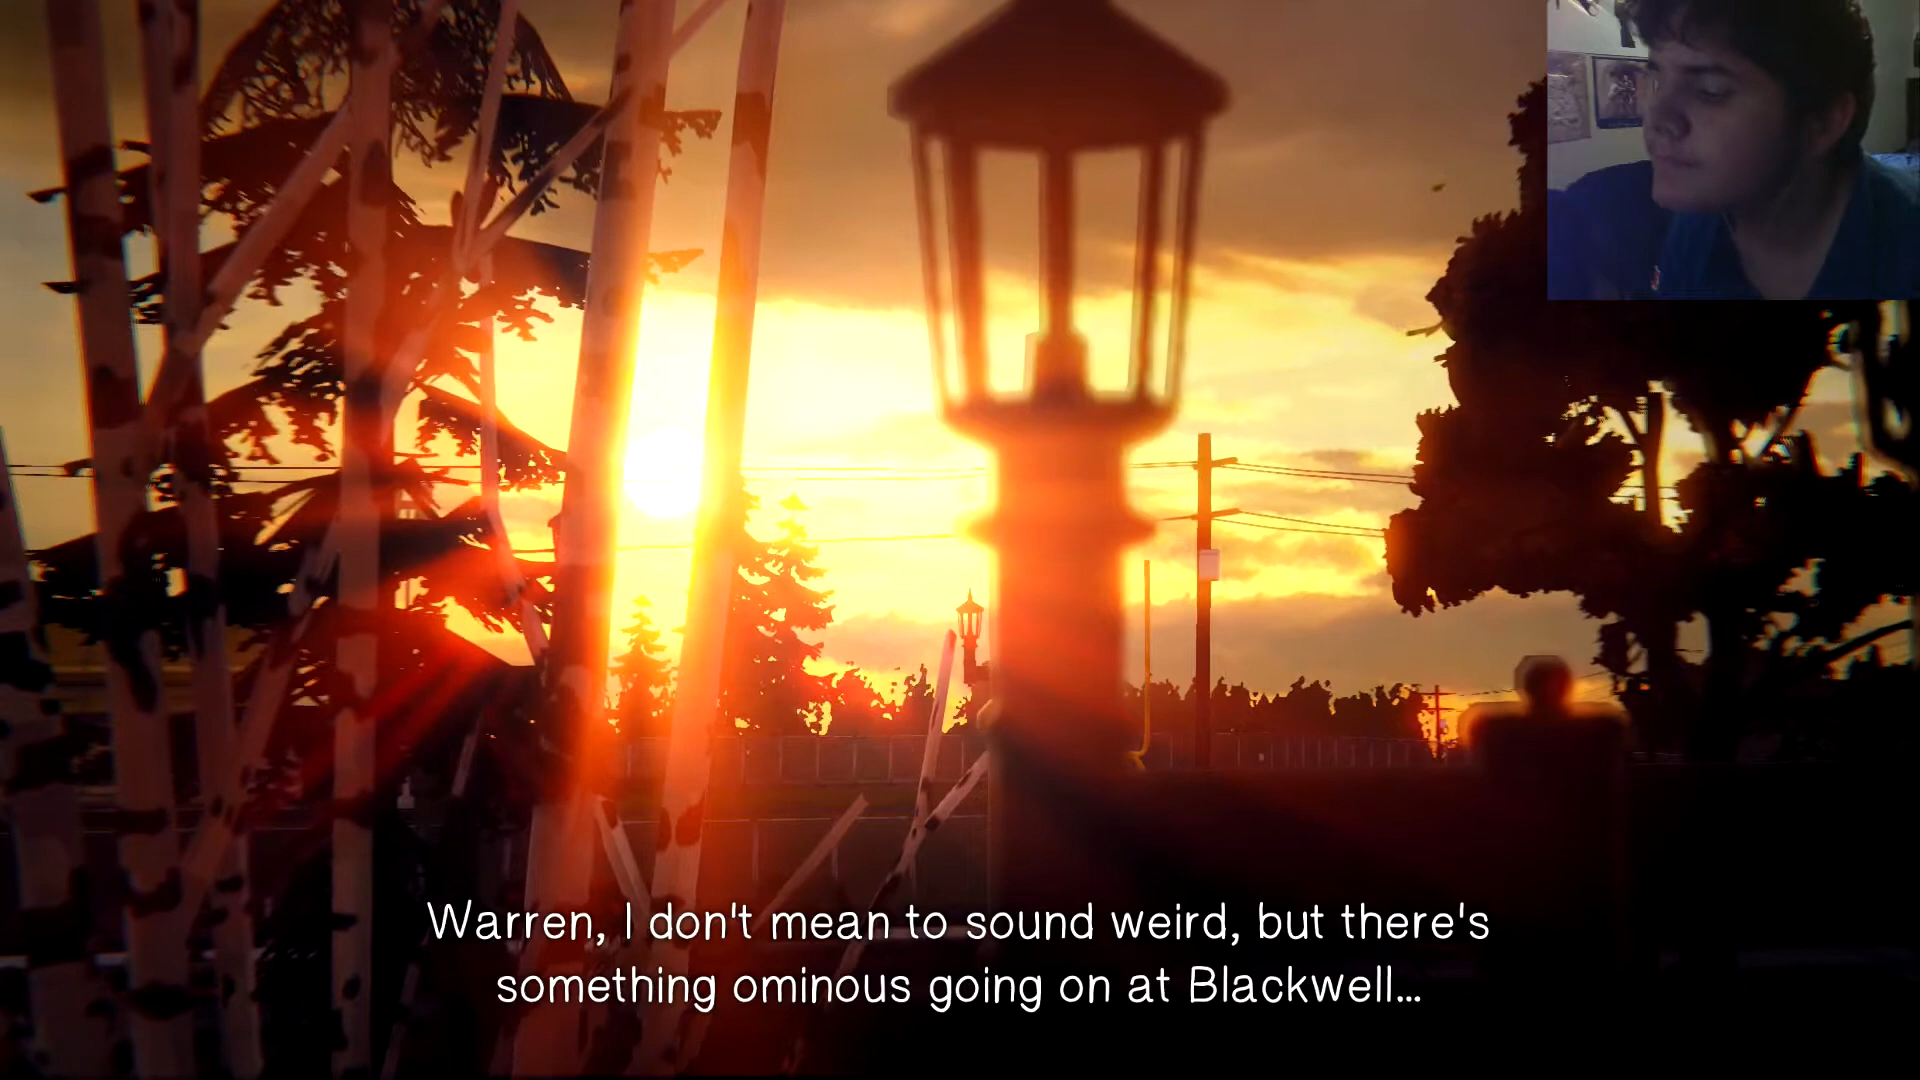 Warren, I don't mean to sound weird, but there's
something ominous going on at Blackwell...